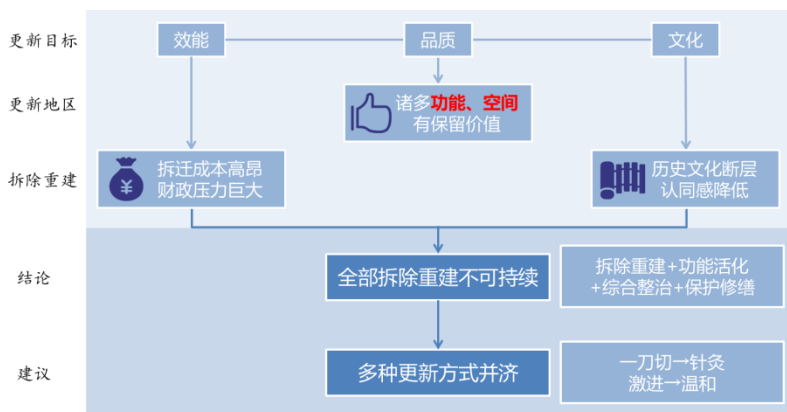 更新目标
效能
品质
文化
更新地区
诸多功能、空间
有保留价值
拆除重建
¥
拆迁成本高昂
财政压力巨大
历史文化断层
认同感降低
结论
全部拆除重建不可持续
拆除重建+功能活化
+综合整治+保护修缮
建议
多种更新方式并济
一刀切→针灸
激进→温和